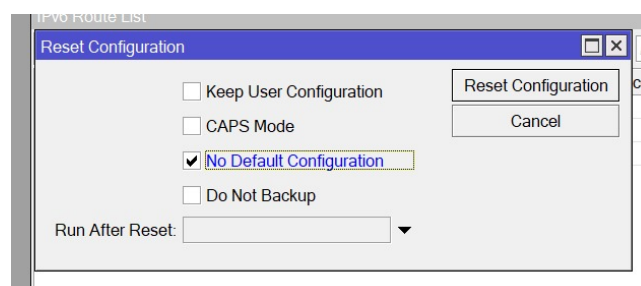 IPv6 Route List
Reset Configuration
Keep User Configuration
Reset Configuration
CAPS Mode
Cancel
No Default Configuration
Do Not Backup
Run After Reset: